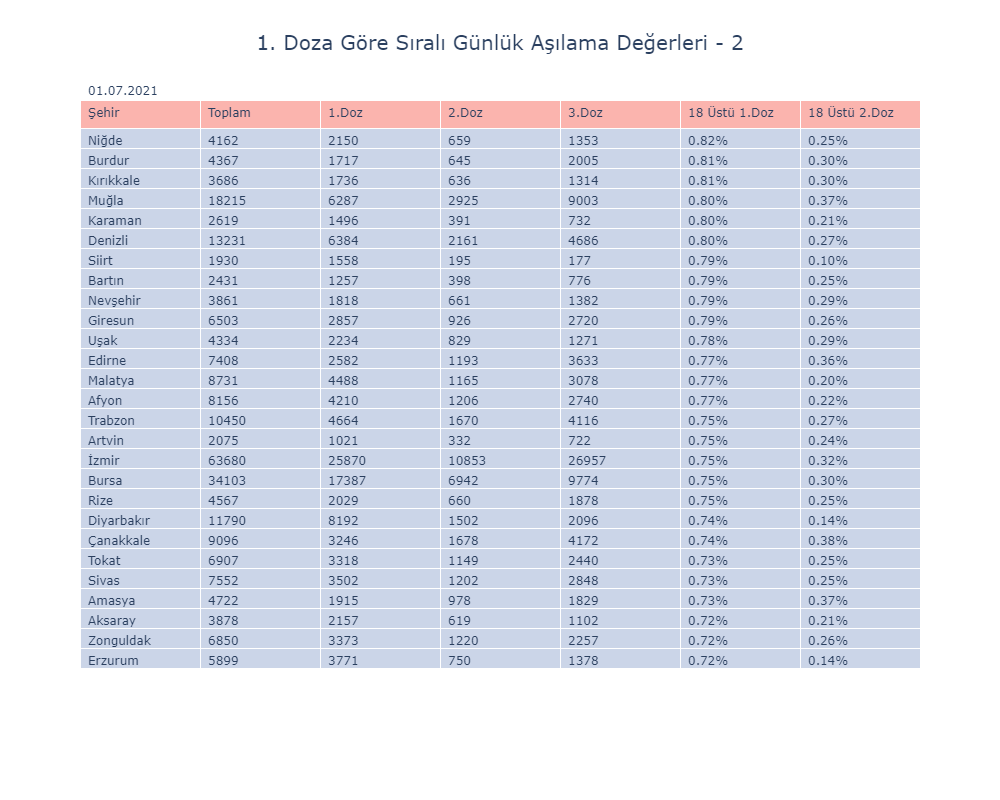 1. Doza Göre Sıralı Günlük Aşılama Değerleri - 2
01.07.2021
Şehir Toplam 1.Doz 2.Doz 3.Doz 18 Üstü 1.Doz 18 Üstü 2.Doz
Niğde 4162 2150 659 1353 0.82% 0.25%
Burdur 4367 1717 645 2005 0.81% 0.30%
Kırıkkale 3686 1736 636 1314 0.81% 0.30%
Muğla 18215 6287 2925 9003 0.80% 0.37%
Karaman 2619 1496 391 732 0.80% 0.21%
Denizli 13231 6384 2161 4686 0.80% 0.27%
Siirt 1930 1558 195 177 0.79% 0.10%
Bartın 2431 1257 398 776 0.79% 0.25%
Nevşehir 3861 1818 661 1382 0.79% 0.29%
Giresun 6503 2857 926 2720 0.79% 0.26%
Uşak 4334 2234 829 1271 0.78% 0.29%
Edirne 7408 2582 1193 3633 0.77% 0.36%
Malatya 8731 4488 1165 3078 0.77% 0.20%
Afyon 8156 4210 1206 2740 0.77% 0.22%
Trabzon 10450 4664 1670 4116 0.75% 0.27%
Artvin 2075 1021 332 722 0.75% 0.24%
İzmir 63680 25870 10853 26957 0.75% 0.32%
Bursa 34103 17387 6942 9774 0.75% 0.30%
Rize 4567 2029 660 1878 0.75% 0.25%
Diyarbakır 11790 8192 1502 2096 0.74% 0.14%
Çanakkale 9096 3246 1678 4172 0.74% 0.38%
Tokat 6907 3318 1149 2440 0.73% 0.25%
Sivas 7552 3502 1202 2848 0.73% 0.25%
Amasya 4722 1915 978 1829 0.73% 0.37%
Aksaray 3878 2157 619 1102 0.72% 0.21%
Zonguldak 6850 3373 1220 2257 0.72% 0.26%
Erzurum 5899 3771 750 1378 0.72% 0.14%